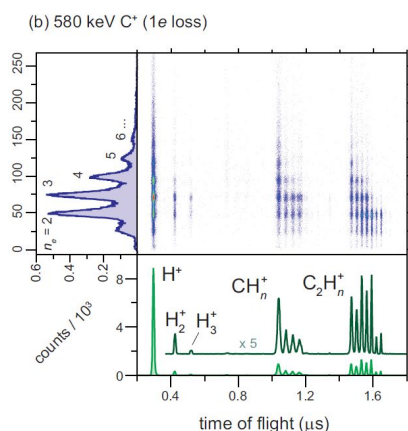 (b) 580 keV C⁺ (1e loss)
250
200
150
100
50
0
6 ...
5
4
3
nₑ = 2
0.6
0.4
0.2
counts / 10³
8
4
0
H⁺
H₂⁺
H₃⁺
CHₙ⁺
C₂Hₙ⁺
x 5
0.4
0.8
1.2
1.6
time of flight (μs)